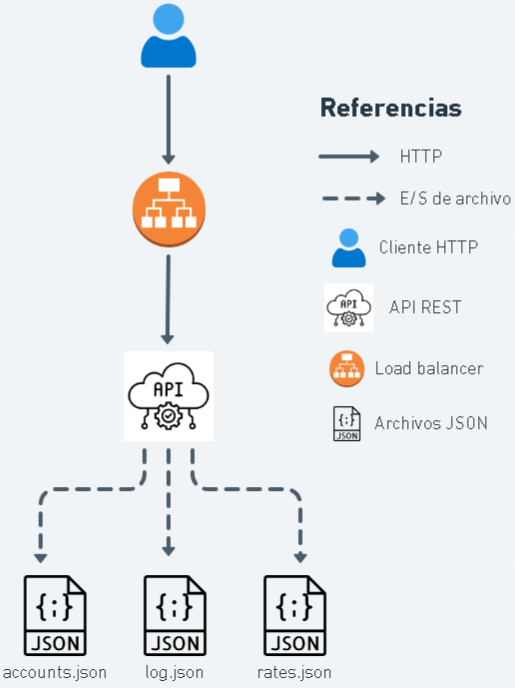 Referencias
HTTP
E/S de archivo
Cliente HTTP
API
API REST
Load balancer
{;}
JSON
Archivos JSON
API
{;}
JSON
{;}
JSON
{;}
JSON
accounts.json
log.json
rates.json